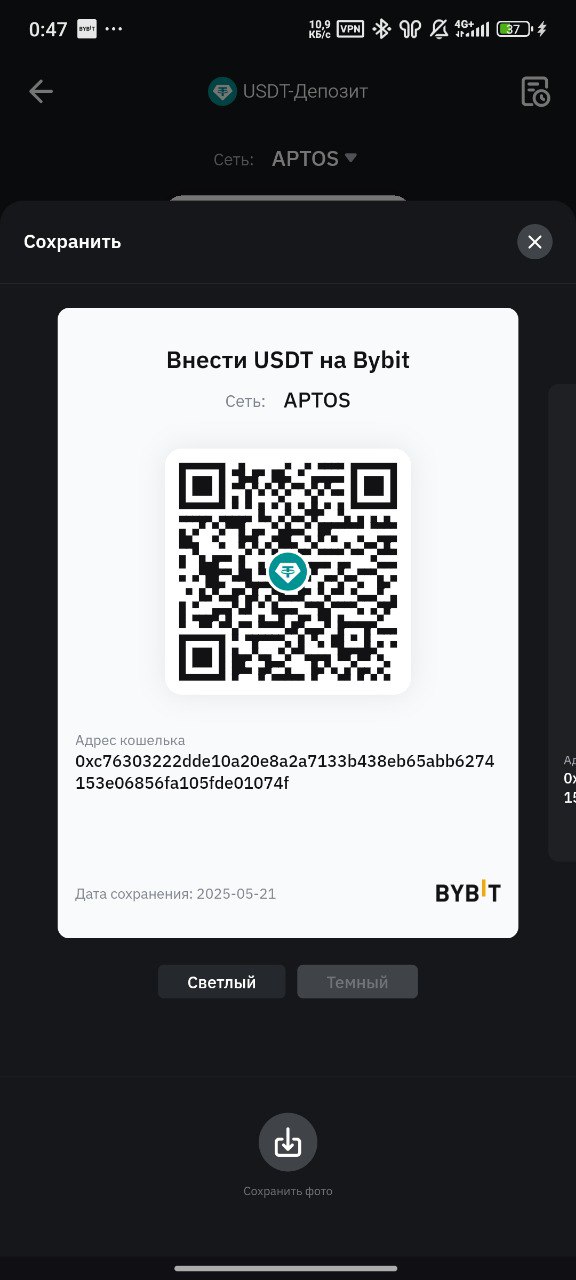 0:47
BYBIT
10,9
КБ/с
VPN
4G+
37
USDT-Депозит
Сеть: APTOS
Сохранить
Внести USDT на Bybit
Сеть: APTOS
Адрес кошелька
0xc76303222dde10a20e8a2a7133b438eb65abb6274
153e06856fa105fde01074f
Дата сохранения: 2025-05-21
BYBIT
Светлый
Темный
Сохранить фото